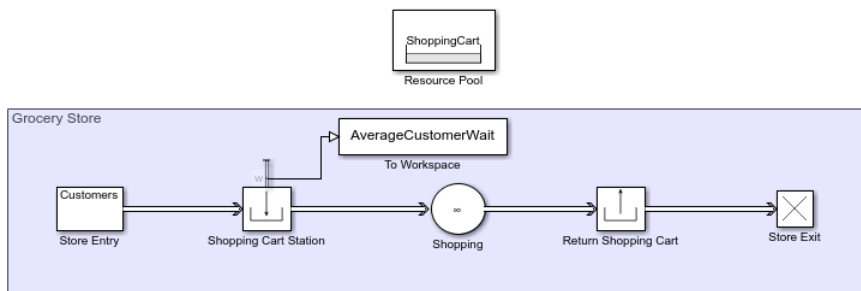 ShoppingCart
Resource Pool
Grocery Store
AverageCustomerWait
To Workspace
w
Customers
∞
Store Entry
Shopping Cart Station
Shopping
Return Shopping Cart
Store Exit